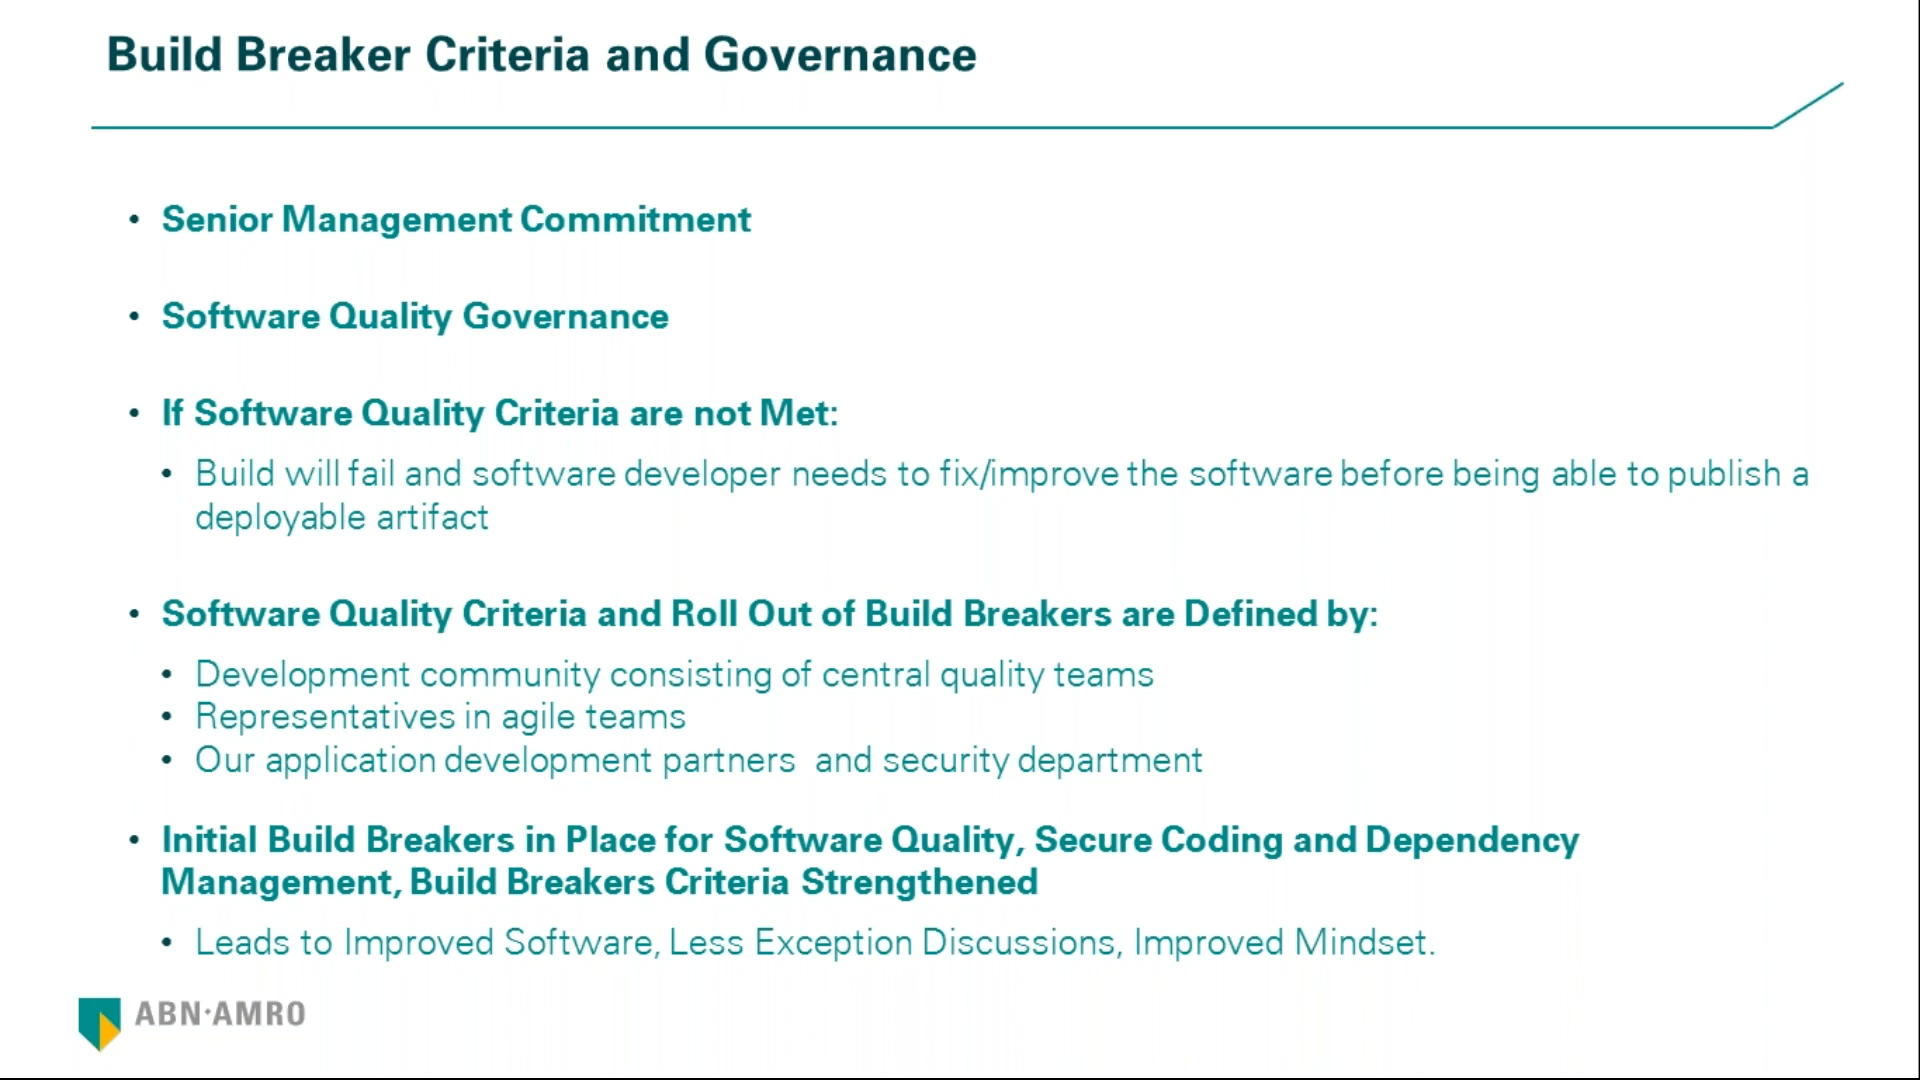 Build Breaker Criteria and Governance
• Senior Management Commitment
• Software Quality Governance
• If Software Quality Criteria are not Met:
• Build will fail and software developer needs to fix/improve the software before being able to publish a
deployable artifact
• Software Quality Criteria and Roll Out of Build Breakers are Defined by:
• Development community consisting of central quality teams
• Representatives in agile teams
• Our application development partners  and security department
• Initial Build Breakers in Place for Software Quality, Secure Coding and Dependency
Management, Build Breakers Criteria Strengthened
• Leads to Improved Software, Less Exception Discussions, Improved Mindset.
ABN·AMRO